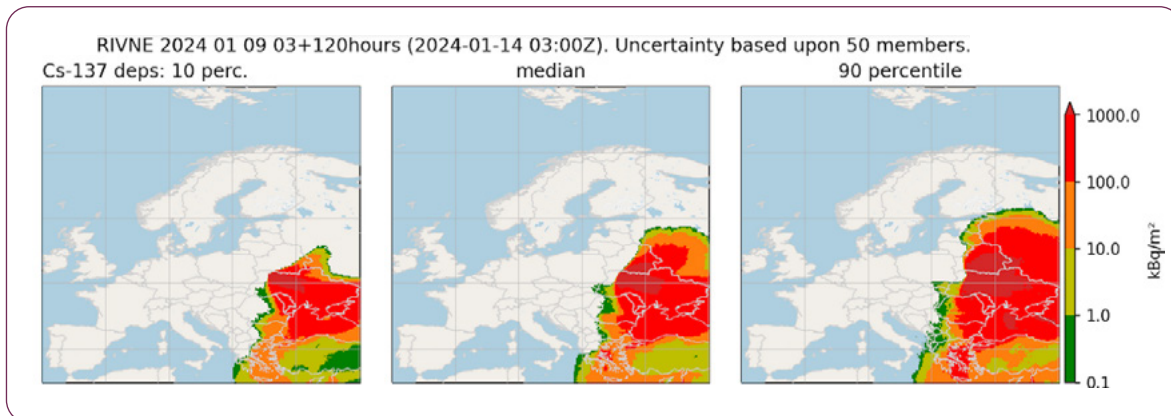 RIVNE 2024 01 09 03+120hours (2024-01-14 03:00Z). Uncertainty based upon 50 members.
Cs-137 deps: 10 perc.
median
90 percentile
1000.0
100.0
10.0
1.0
0.1
kBq/m²